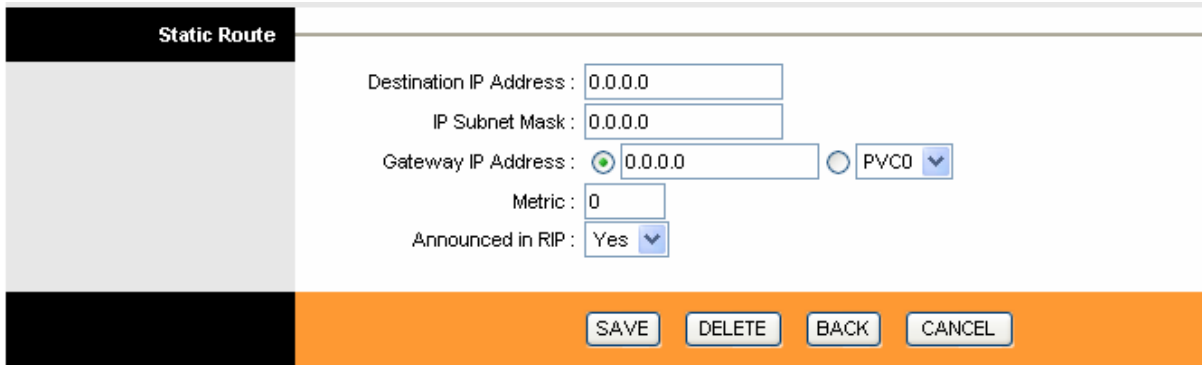 Static Route
Destination IP Address : 0.0.0.0
IP Subnet Mask : 0.0.0.0
Gateway IP Address : 0.0.0.0 PVC0
Metric : 0
Announced in RIP : Yes
SAVE DELETE BACK CANCEL